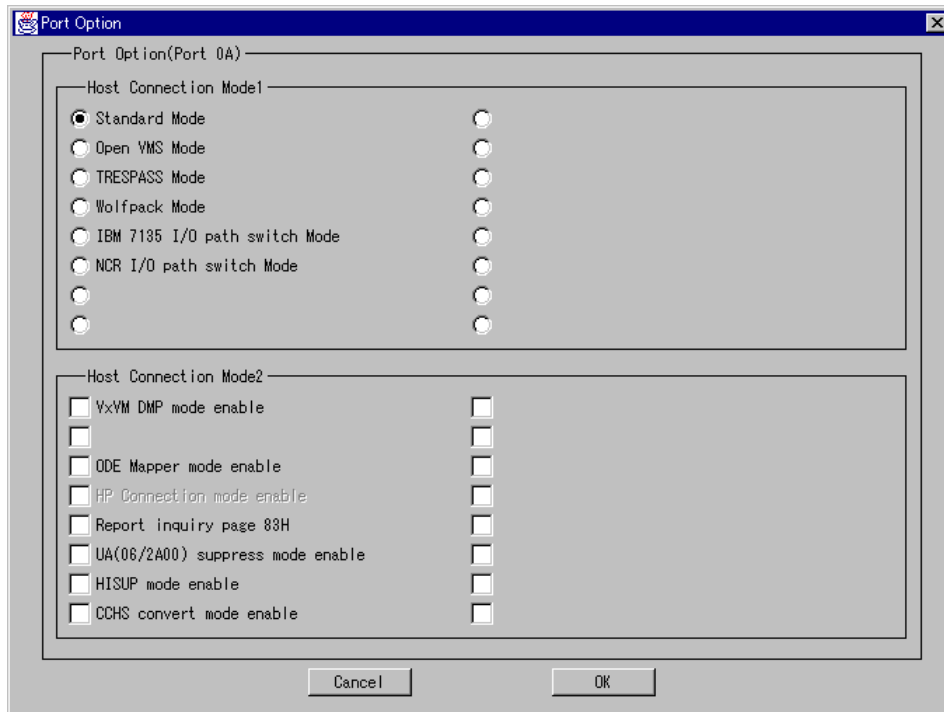 Port Option
Port Option(Port 0A)
Host Connection Mode1
Standard Mode
Open VMS Mode
TRESPASS Mode
Wolfpack Mode
IBM 7135 I/O path switch Mode
NCR I/O path switch Mode
Host Connection Mode2
VxVM DMP mode enable
ODE Mapper mode enable
HP Connection mode enable
Report inquiry page 83H
UA(06/2A00) suppress mode enable
HISUP mode enable
CCHS convert mode enable
Cancel
OK